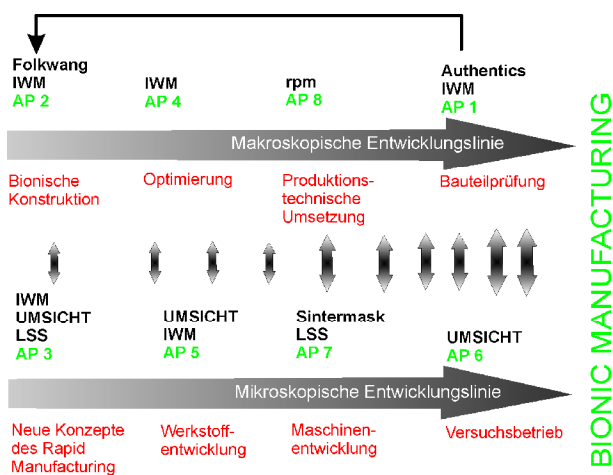 Folkwang
IWM
AP 2
IWM
AP 4
rpm
AP 8
Authentics
IWM
AP 1
Makroskopische Entwicklungslinie
Bionische
Konstruktion
Optimierung
Produktions-
technische
Umsetzung
Bauteilprüfung
IWM
UMSICHT
LSS
AP 3
UMSICHT
IWM
AP 5
Sintermask
LSS
AP 7
UMSICHT
AP 6
Mikroskopische Entwicklungslinie
Neue Konzepte
des Rapid
Manufacturing
Werkstoff-
entwicklung
Maschinen-
entwicklung
Versuchsbetrieb
BIONIC MANUFACTURING